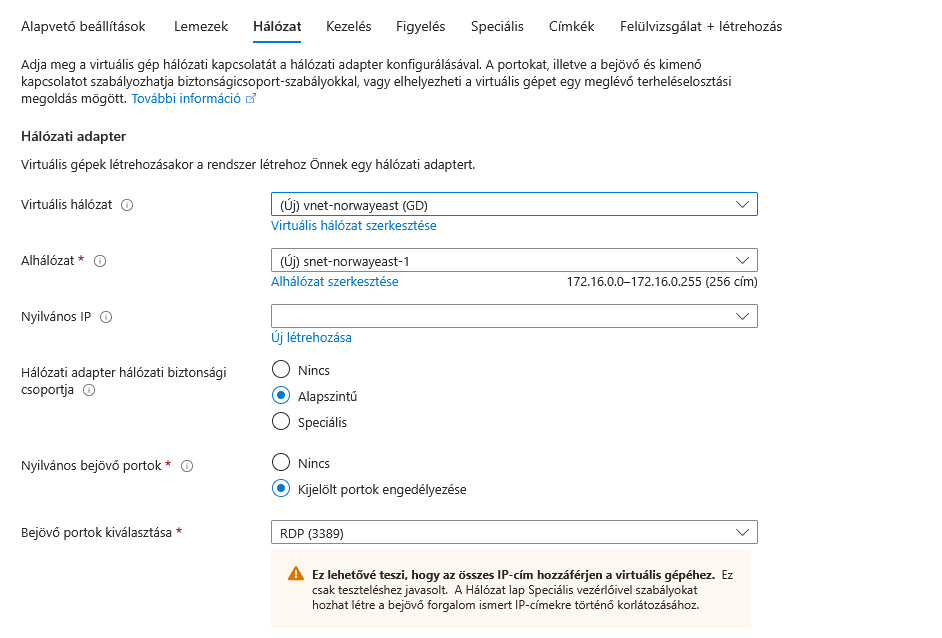 Alapvető beállítások Lemezek Hálózat Kezelés Figyelés Speciális Címkék Felülvizsgálat + létrehozás
Adja meg a virtuális gép hálózati kapcsolatát a hálózati adapter konfigurálásával. A portokat, illetve a bejövő és kimenő
kapcsolatot szabályozhatja biztonságicsoport-szabályokkal, vagy elhelyezheti a virtuális gépet egy meglévő terheléselosztási
megoldás mögött. További információ
Hálózati adapter
Virtuális gépek létrehozásakor a rendszer létrehoz Önnek egy hálózati adaptert.
Virtuális hálózat (Új) vnet-norwayeast (GD)
Virtuális hálózat szerkesztése
Alhálózat * (Új) snet-norwayeast-1
Alhálózat szerkesztése 172.16.0.0–172.16.0.255 (256 cím)
Nyilvános IP
Új létrehozása
Hálózati adapter hálózati biztonsági
csoportja
Nincs
Alapszintű
Speciális
Nyilvános bejövő portok *
Nincs
Kijelölt portok engedélyezése
Bejövő portok kiválasztása * RDP (3389)
Ez lehetővé teszi, hogy az összes IP-cím hozzáférjen a virtuális gépéhez. Ez
csak teszteléshez javasolt. A Hálózat lap Speciális vezérlőivel szabályokat
hozhat létre a bejövő forgalom ismert IP-címekre történő korlátozásához.